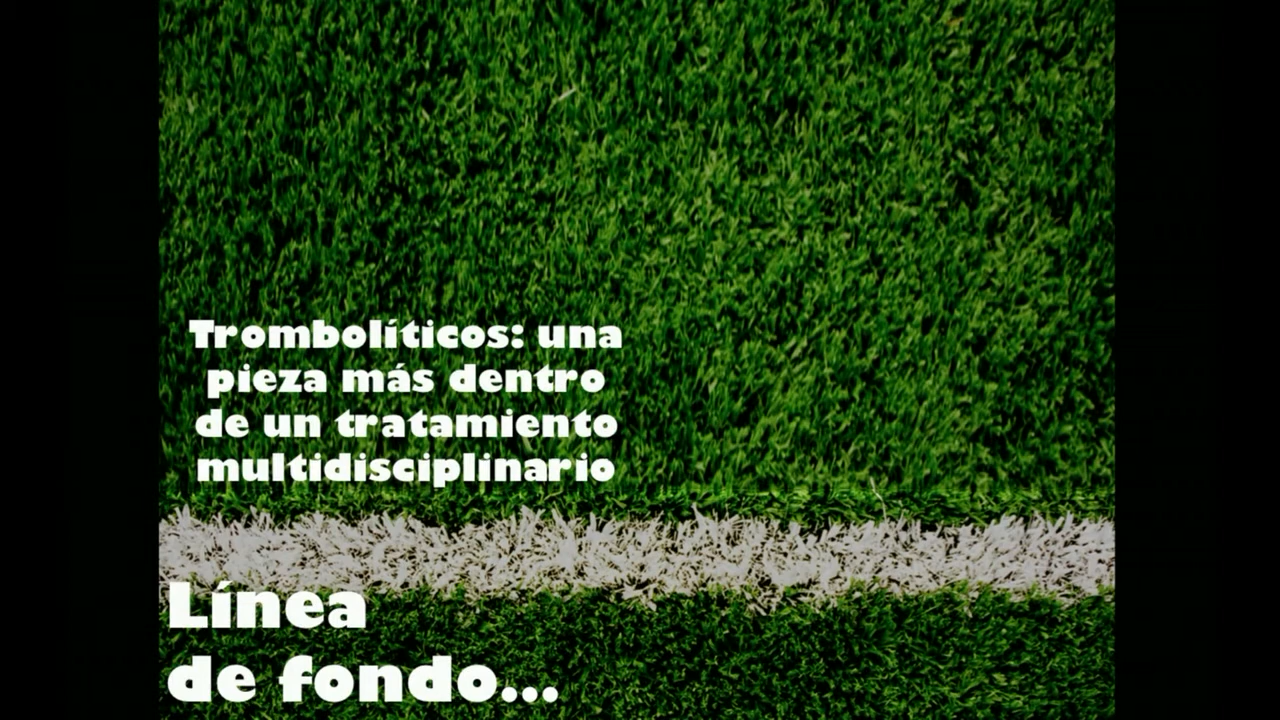 Trombolíticos: una
pieza más dentro
de un tratamiento
multidisciplinario
Línea
de fondo...